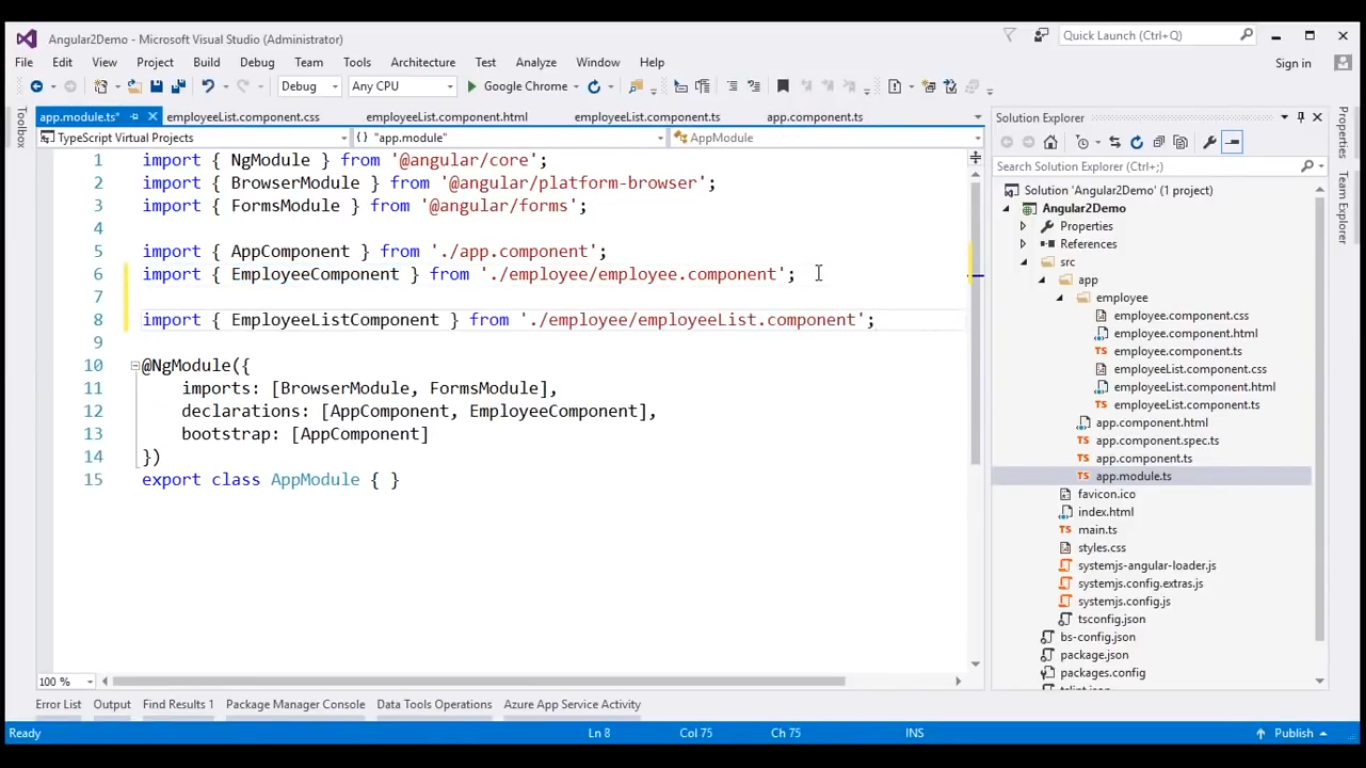 Angular2Demo - Microsoft Visual Studio (Administrator)
Quick Launch (Ctrl+Q)
File Edit View Project Build Debug Team Tools Architecture Test Analyze Window Help
Sign in
Debug Any CPU Google Chrome
Toolbox
app.module.ts* employeeList.component.css employeeList.component.html employeeList.component.ts app.component.ts
TypeScript Virtual Projects {} "app.module" AppModule
1 import { NgModule } from '@angular/core';
2 import { BrowserModule } from '@angular/platform-browser';
3 import { FormsModule } from '@angular/forms';
4
5 import { AppComponent } from './app.component';
6 import { EmployeeComponent } from './employee/employee.component';
7
8 import { EmployeeListComponent } from './employee/employeeList.component';
9
10 @NgModule({
11 imports: [BrowserModule, FormsModule],
12 declarations: [AppComponent, EmployeeComponent],
13 bootstrap: [AppComponent]
14 })
15 export class AppModule { }
100 %
Solution Explorer
Search Solution Explorer (Ctrl+;)
Solution 'Angular2Demo' (1 project)
Angular2Demo
Properties
References
src
app
employee
employee.component.css
employee.component.html
TS employee.component.ts
employeeList.component.css
employeeList.component.html
TS employeeList.component.ts
app.component.html
TS app.component.spec.ts
TS app.component.ts
TS app.module.ts
favicon.ico
index.html
TS main.ts
styles.css
systemjs-angular-loader.js
systemjs.config.extras.js
systemjs.config.js
tsconfig.json
bs-config.json
package.json
packages.config
Properties
Team Explorer
Error List Output Find Results 1 Package Manager Console Data Tools Operations Azure App Service Activity
Ready Ln 8 Col 75 Ch 75 INS Publish